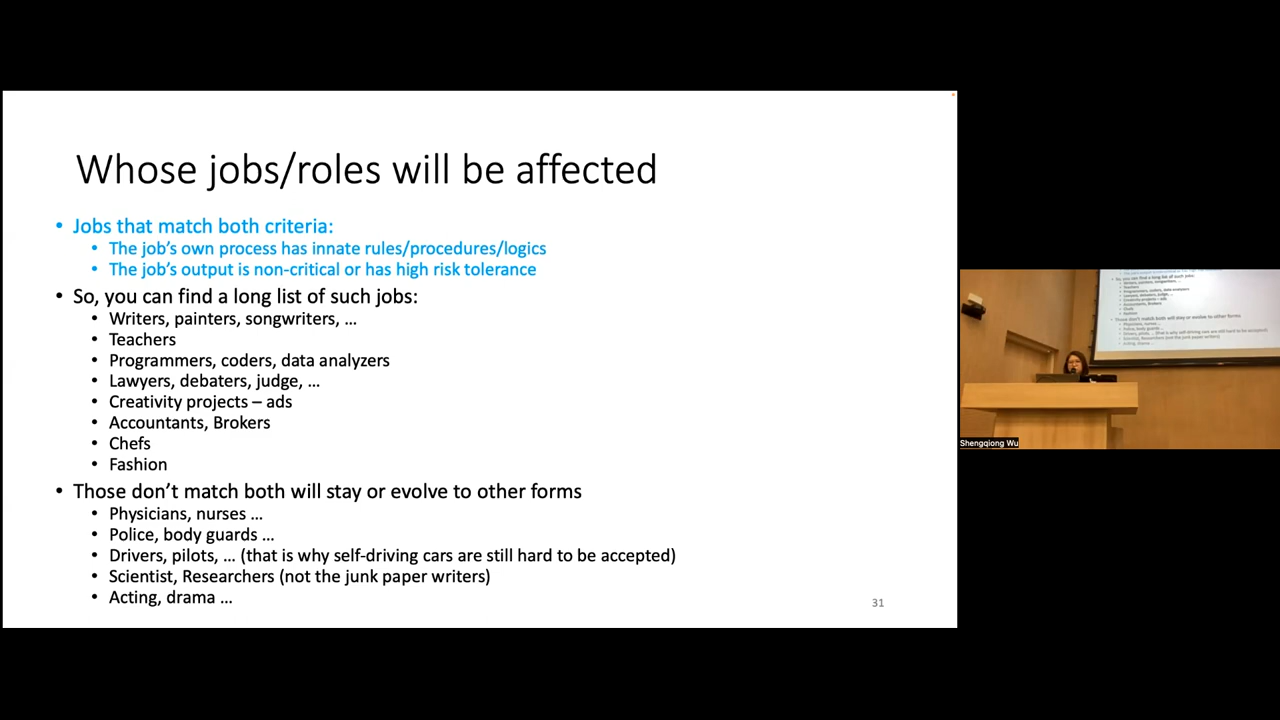 Whose jobs/roles will be affected
• Jobs that match both criteria:
• The job's own process has innate rules/procedures/logics
• The job's output is non-critical or has high risk tolerance
• So, you can find a long list of such jobs:
• Writers, painters, songwriters, …
• Teachers
• Programmers, coders, data analyzers
• Lawyers, debaters, judge, …
• Creativity projects – ads
• Accountants, Brokers
• Chefs
• Fashion
• Those don't match both will stay or evolve to other forms
• Physicians, nurses …
• Police, body guards …
• Drivers, pilots, … (that is why self-driving cars are still hard to be accepted)
• Scientist, Researchers (not the junk paper writers)
• Acting, drama …
31
Shengqiong Wu